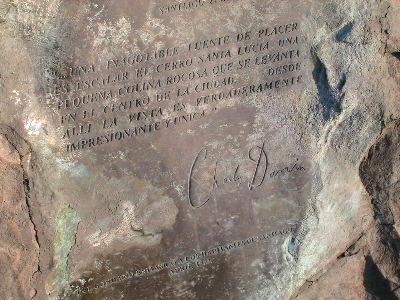 SANTIAGO
"UNA INAGOTABLE FUENTE DE PLACER
ES ESCALAR EL CERRO SANTA LUCIA UNA
PEQUEÑA COLINA ROCOSA QUE SE LEVANTA
EN EL CENTRO DE LA CIUDAD. DESDE
ALLI LA VISTA ES VERDADERAMENTE
IMPRESIONANTE Y UNICA"
Ch Darwin